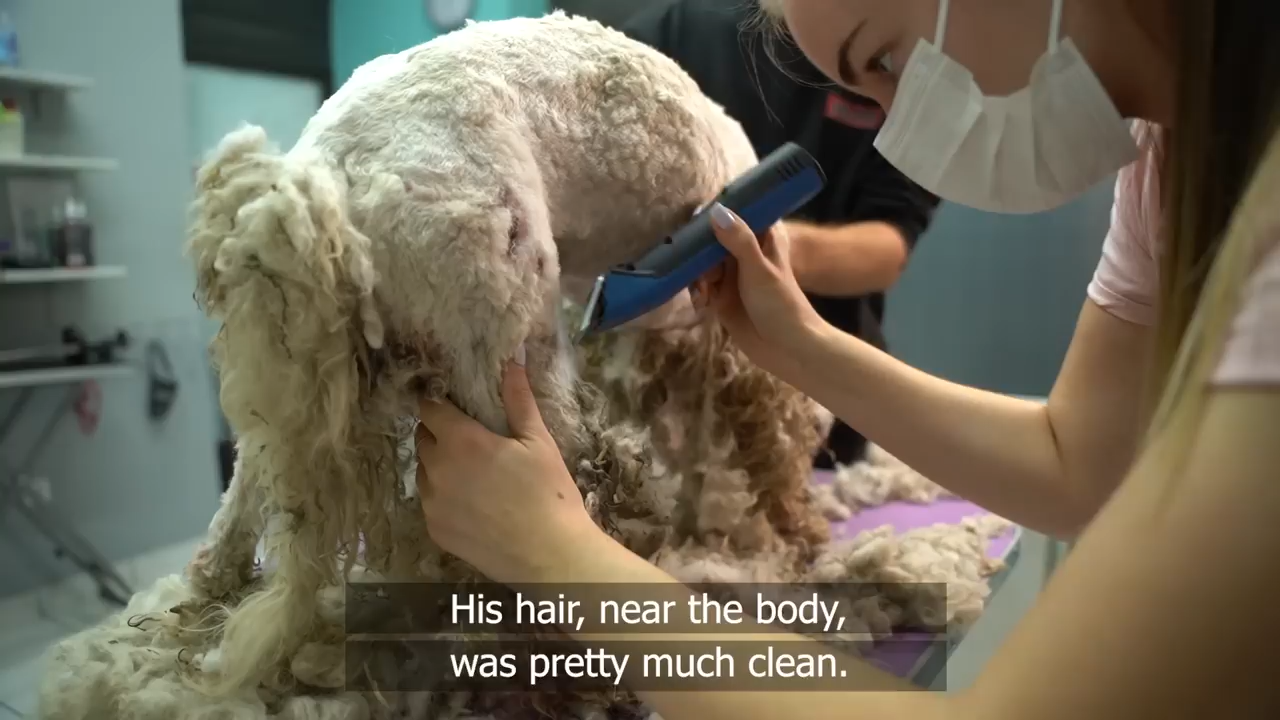 His hair, near the body,
was pretty much clean.